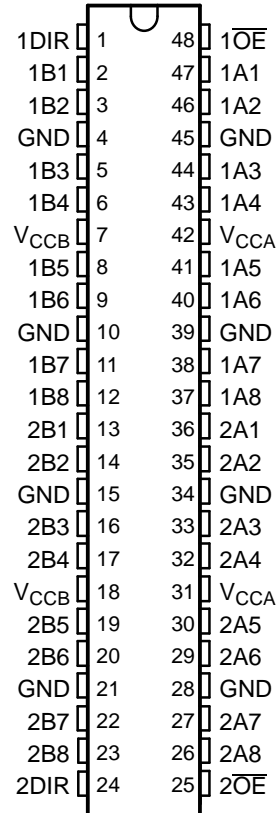 1DIR 1 48 1O̅E̅
1B1 2 47 1A1
1B2 3 46 1A2
GND 4 45 GND
1B3 5 44 1A3
1B4 6 43 1A4
VCCB 7 42 VCCA
1B5 8 41 1A5
1B6 9 40 1A6
GND 10 39 GND
1B7 11 38 1A7
1B8 12 37 1A8
2B1 13 36 2A1
2B2 14 35 2A2
GND 15 34 GND
2B3 16 33 2A3
2B4 17 32 2A4
VCCB 18 31 VCCA
2B5 19 30 2A5
2B6 20 29 2A6
GND 21 28 GND
2B7 22 27 2A7
2B8 23 26 2A8
2DIR 24 25 2O̅E̅